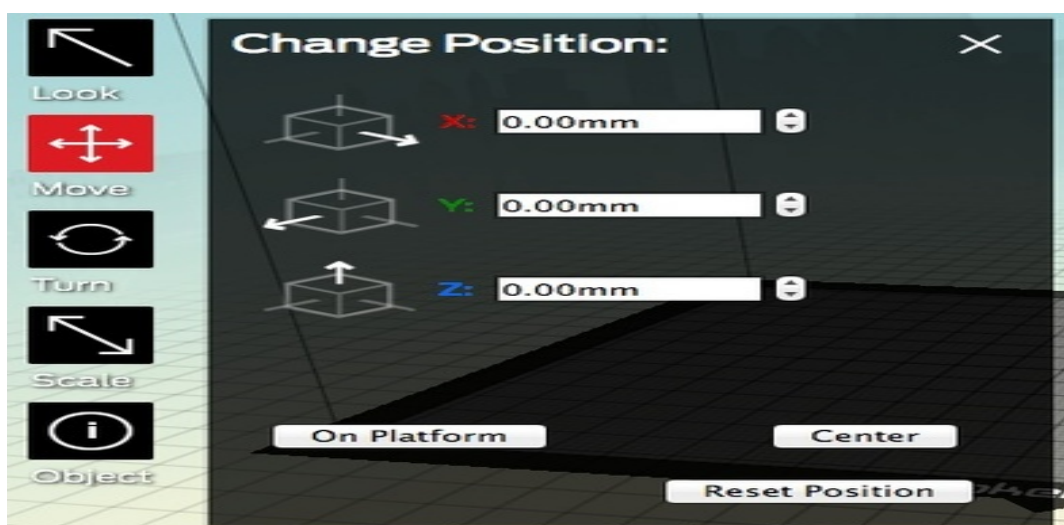 Look
Move
Turn
Scale
Object
Change Position:
X: 0.00mm
Y: 0.00mm
Z: 0.00mm
On Platform
Center
Reset Position